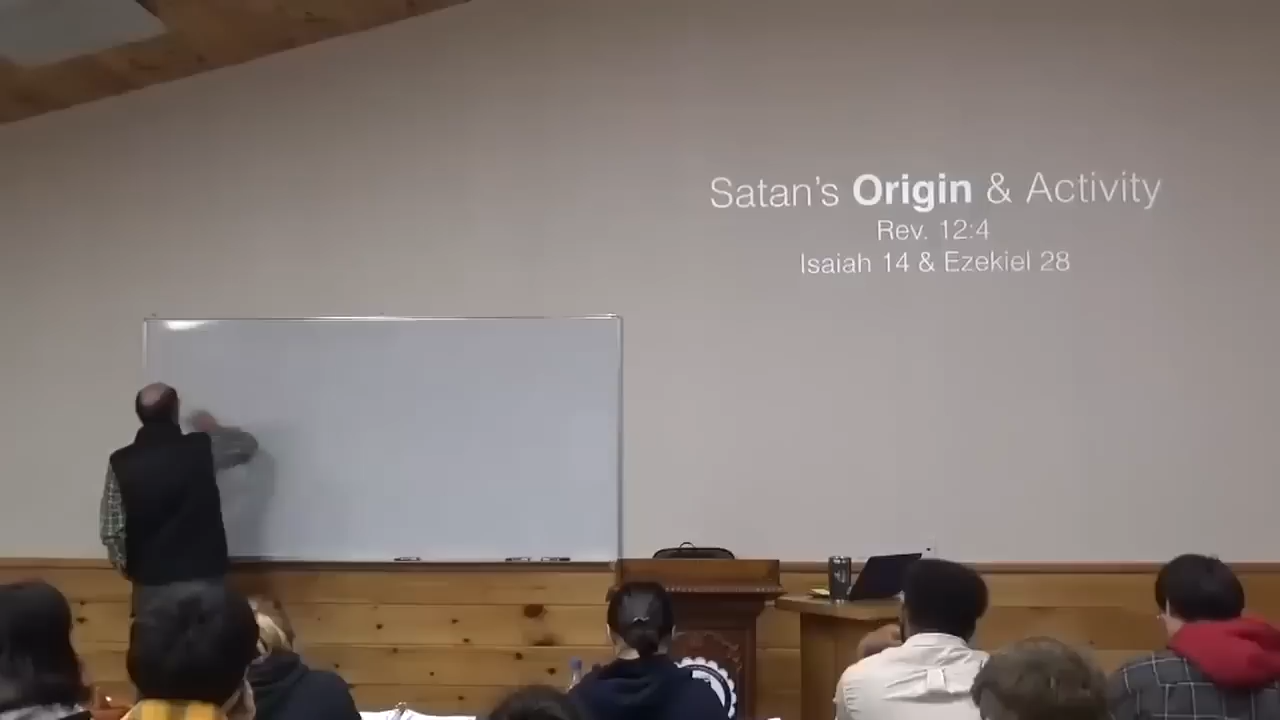 Satan's Origin & Activity
Rev. 12:4
Isaiah 14 & Ezekiel 28